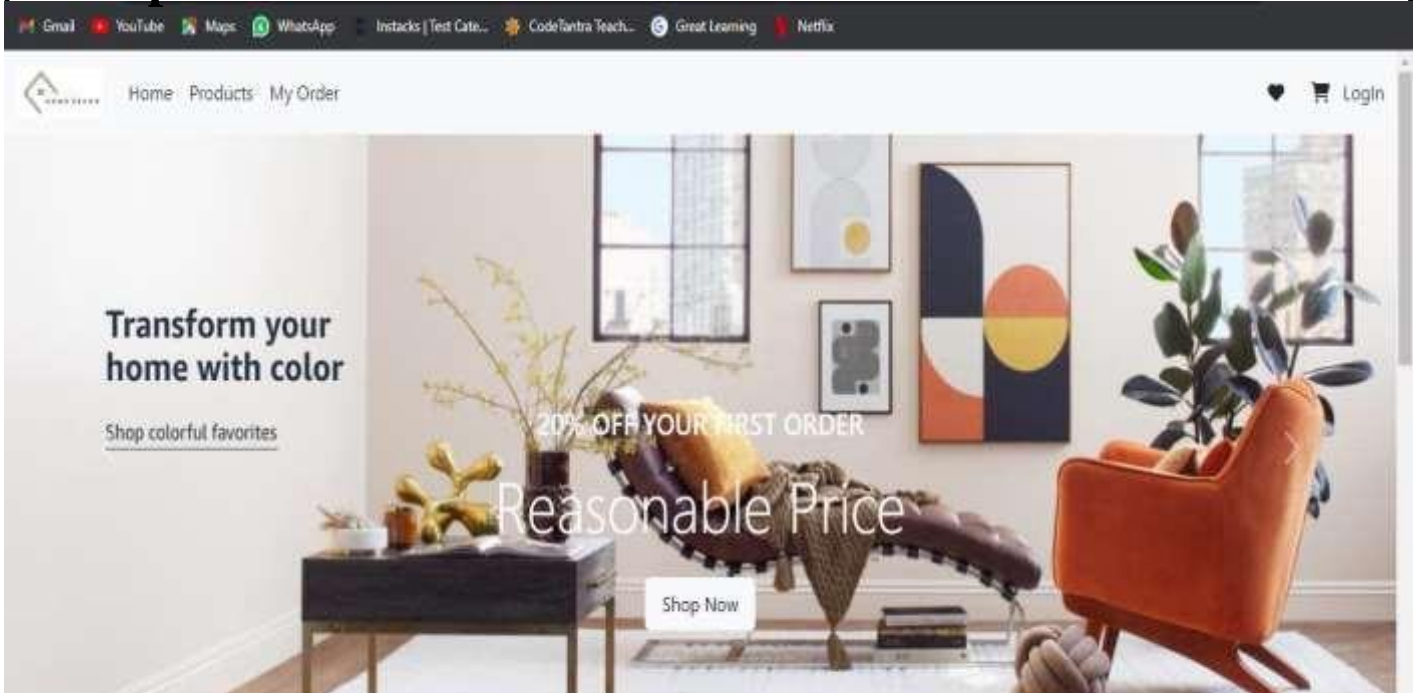 Gmail YouTube Maps WhatsApp Instacks | Test Cate... CodeTantra Teach... Great Learning Netflix
Home Products My Order LogIn
Transform your
home with color
Shop colorful favorites
20% OFF YOUR FIRST ORDER
Reasonable Price
Shop Now